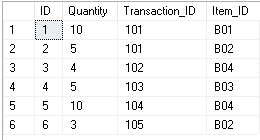 ID Quantity Transaction_ID Item_ID
1 1 10 101 B01
2 2 5 101 B02
3 3 4 102 B04
4 4 5 103 B03
5 5 10 104 B04
6 6 3 105 B02